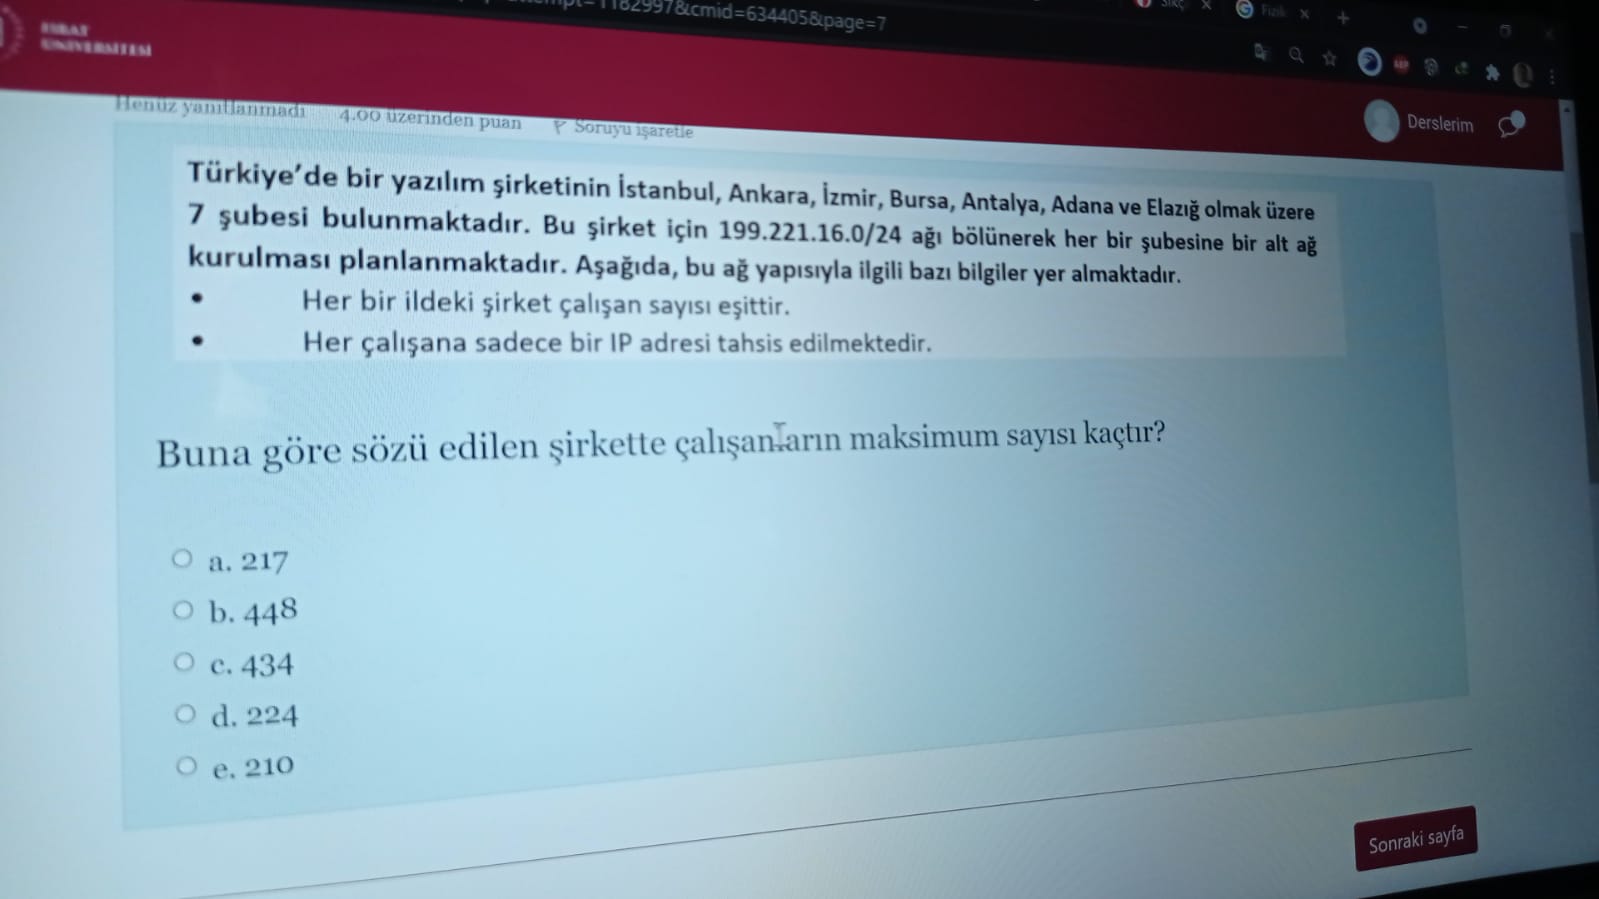 FIRAT
ÜNİVERSİTESİ
1182997&cmid=634405&page=7
Fizik
Derslerim
Henüz yanıtlanmadı 4.00 üzerinden puan Soruyu işaretle
Türkiye’de bir yazılım şirketinin İstanbul, Ankara, İzmir, Bursa, Antalya, Adana ve Elazığ olmak üzere
7 şubesi bulunmaktadır. Bu şirket için 199.221.16.0/24 ağı bölünerek her bir şubesine bir alt ağ
kurulması planlanmaktadır. Aşağıda, bu ağ yapısıyla ilgili bazı bilgiler yer almaktadır.
• Her bir ildeki şirket çalışan sayısı eşittir.
• Her çalışana sadece bir IP adresi tahsis edilmektedir.
Buna göre sözü edilen şirkette çalışanların maksimum sayısı kaçtır?
a. 217
b. 448
c. 434
d. 224
e. 210
Sonraki sayfa